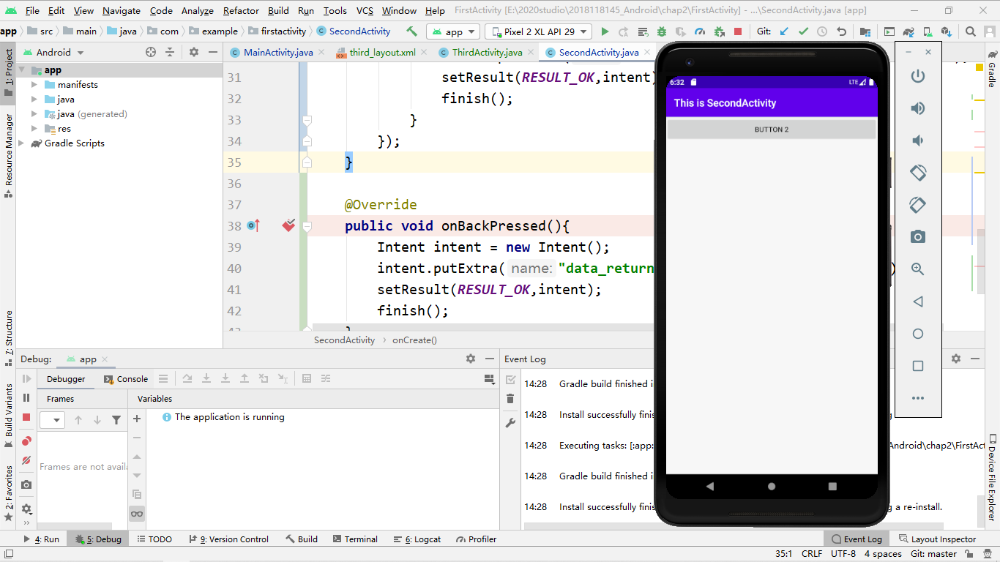 File Edit View Navigate Code Analyze Refactor Build Run Tools VCS Window Help FirstActivity [E:\2020studio\2018118145_Android\chap2\FirstActivity] - ...\SecondActivity.java [app]
app src main java com example firstactivity SecondActivity app Pixel 2 XL API 29 Git:
1: Project
Resource Manager
Z: Structure
Build Variants
2: Favorites
Android
app
manifests
java
java (generated)
res
Gradle Scripts
MainActivity.java third_layout.xml ThirdActivity.java SecondActivity.java
31 setResult(RESULT_OK,intent)
32 finish();
33 }
34 });
35 }
36
37 @Override
38 public void onBackPressed(){
39 Intent intent = new Intent();
40 intent.putExtra( name: "data_return )
41 setResult(RESULT_OK,intent);
42 finish();
SecondActivity onCreate()
6:32 LTE
This is SecondActivity
BUTTON 2
Gradle
Device File Explorer
Debug: app
Debugger Console
Frames Variables
The application is running
Frames are not availa
Event Log
14:28 Gradle build finished i
14:28 Install successfully finis
14:28 Executing tasks: [:app: Android\chap2\FirstAct
14:28 Gradle build finished i
14:28 Install successfully finis g a re-install.
4: Run 5: Debug TODO 9: Version Control Build Terminal 6: Logcat Profiler Event Log Layout Inspector
35:1 CRLF UTF-8 4 spaces Git: master